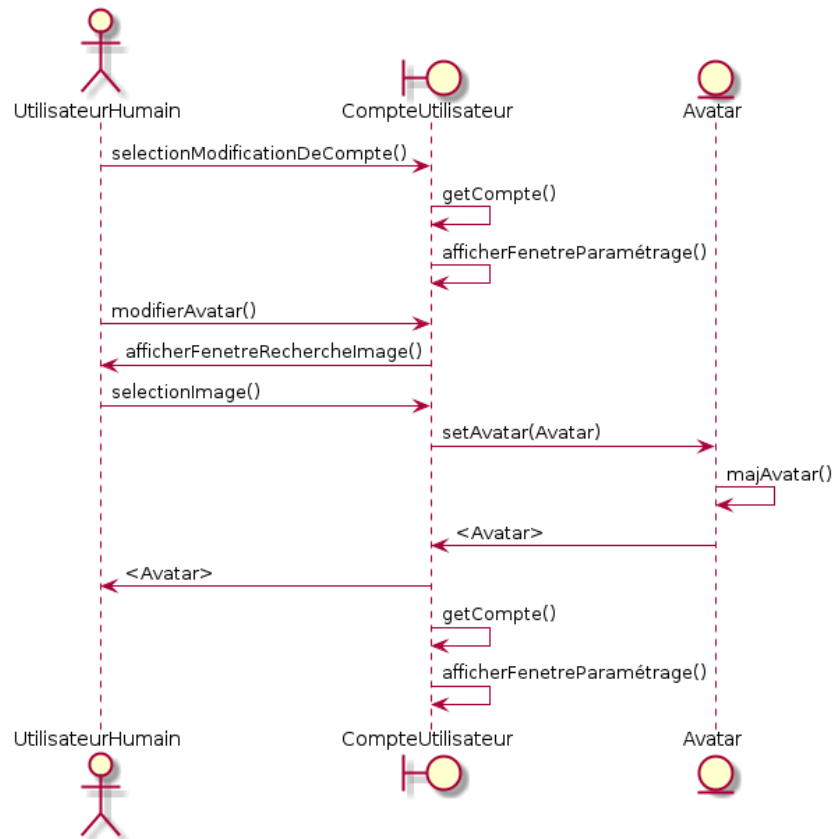 UtilisateurHumain
CompteUtilisateur
Avatar
selectionModificationDeCompte()
getCompte()
afficherFenetreParamétrage()
modifierAvatar()
afficherFenetreRechercheImage()
selectionImage()
setAvatar(Avatar)
majAvatar()
<Avatar>
<Avatar>
getCompte()
afficherFenetreParamétrage()
UtilisateurHumain
CompteUtilisateur
Avatar